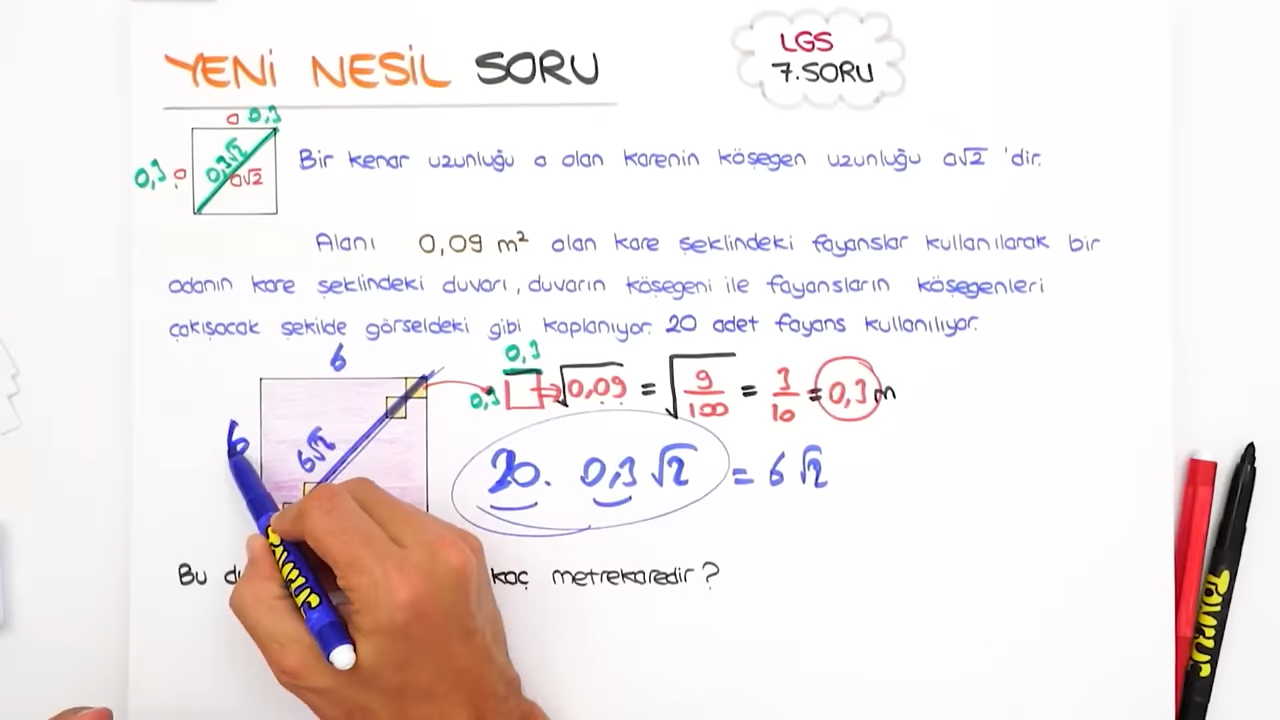 YENİ NESİL SORU
LGS
7.SORU
a 0,3
0,3 a
0,3√2
a√2
Bir kenar uzunluğu a olan karenin köşegen uzunluğu a√2 'dir.
Alanı 0,09 m² olan kare şeklindeki fayanslar kullanılarak bir
odanın kare şeklindeki duvarı, duvarın köşegeni ile fayansların köşegenleri
çakışacak şekilde görseldeki gibi kaplanıyor. 20 adet fayans kullanılıyor.
6
6
6√2
0,3
0,3
√0,09 = √9/100 = 3/10 = 0,3 m
20. 0,3√2 = 6√2
Bu kaç metrekaredir?